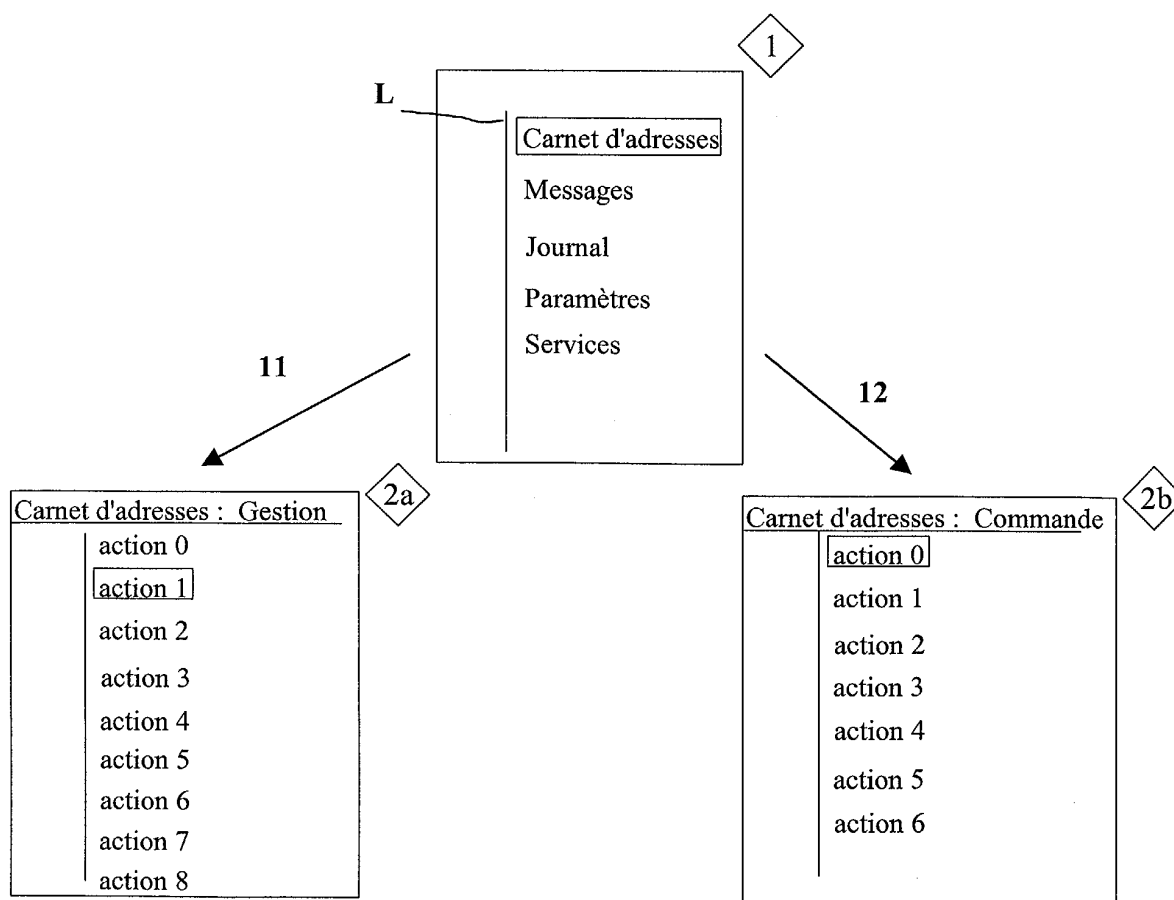 1
L
Carnet d'adresses
Messages
Journal
Paramètres
Services
11
12
2a
Carnet d'adresses : Gestion
action 0
action 1
action 2
action 3
action 4
action 5
action 6
action 7
action 8
2b
Carnet d'adresses : Commande
action 0
action 1
action 2
action 3
action 4
action 5
action 6